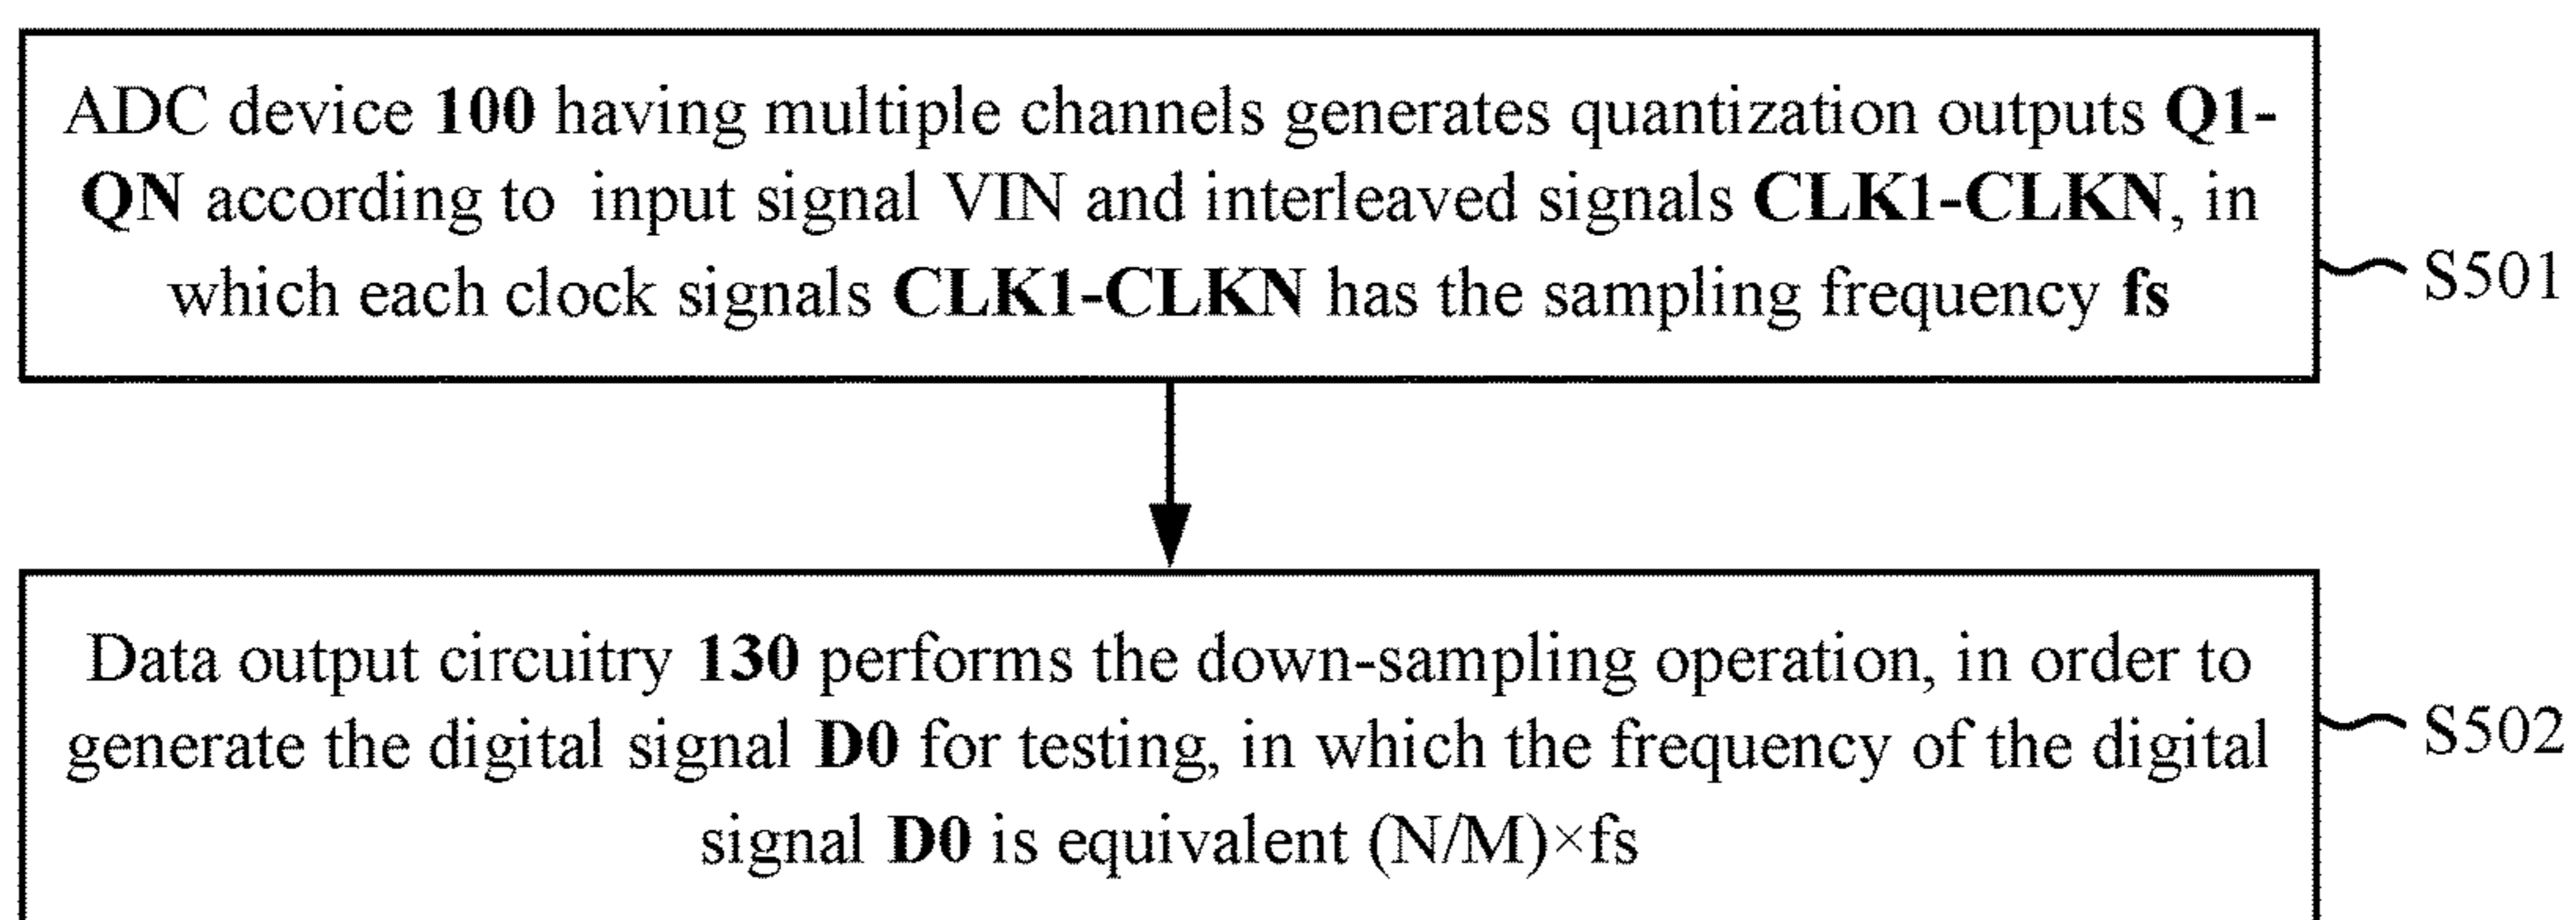 ADC device 100 having multiple channels generates quantization outputs Q1-
QN according to input signal VIN and interleaved signals CLK1-CLKN, in
which each clock signals CLK1-CLKN has the sampling frequency fs
S501
Data output circuitry 130 performs the down-sampling operation, in order to
generate the digital signal D0 for testing, in which the frequency of the digital
signal D0 is equivalent (N/M)×fs
S502